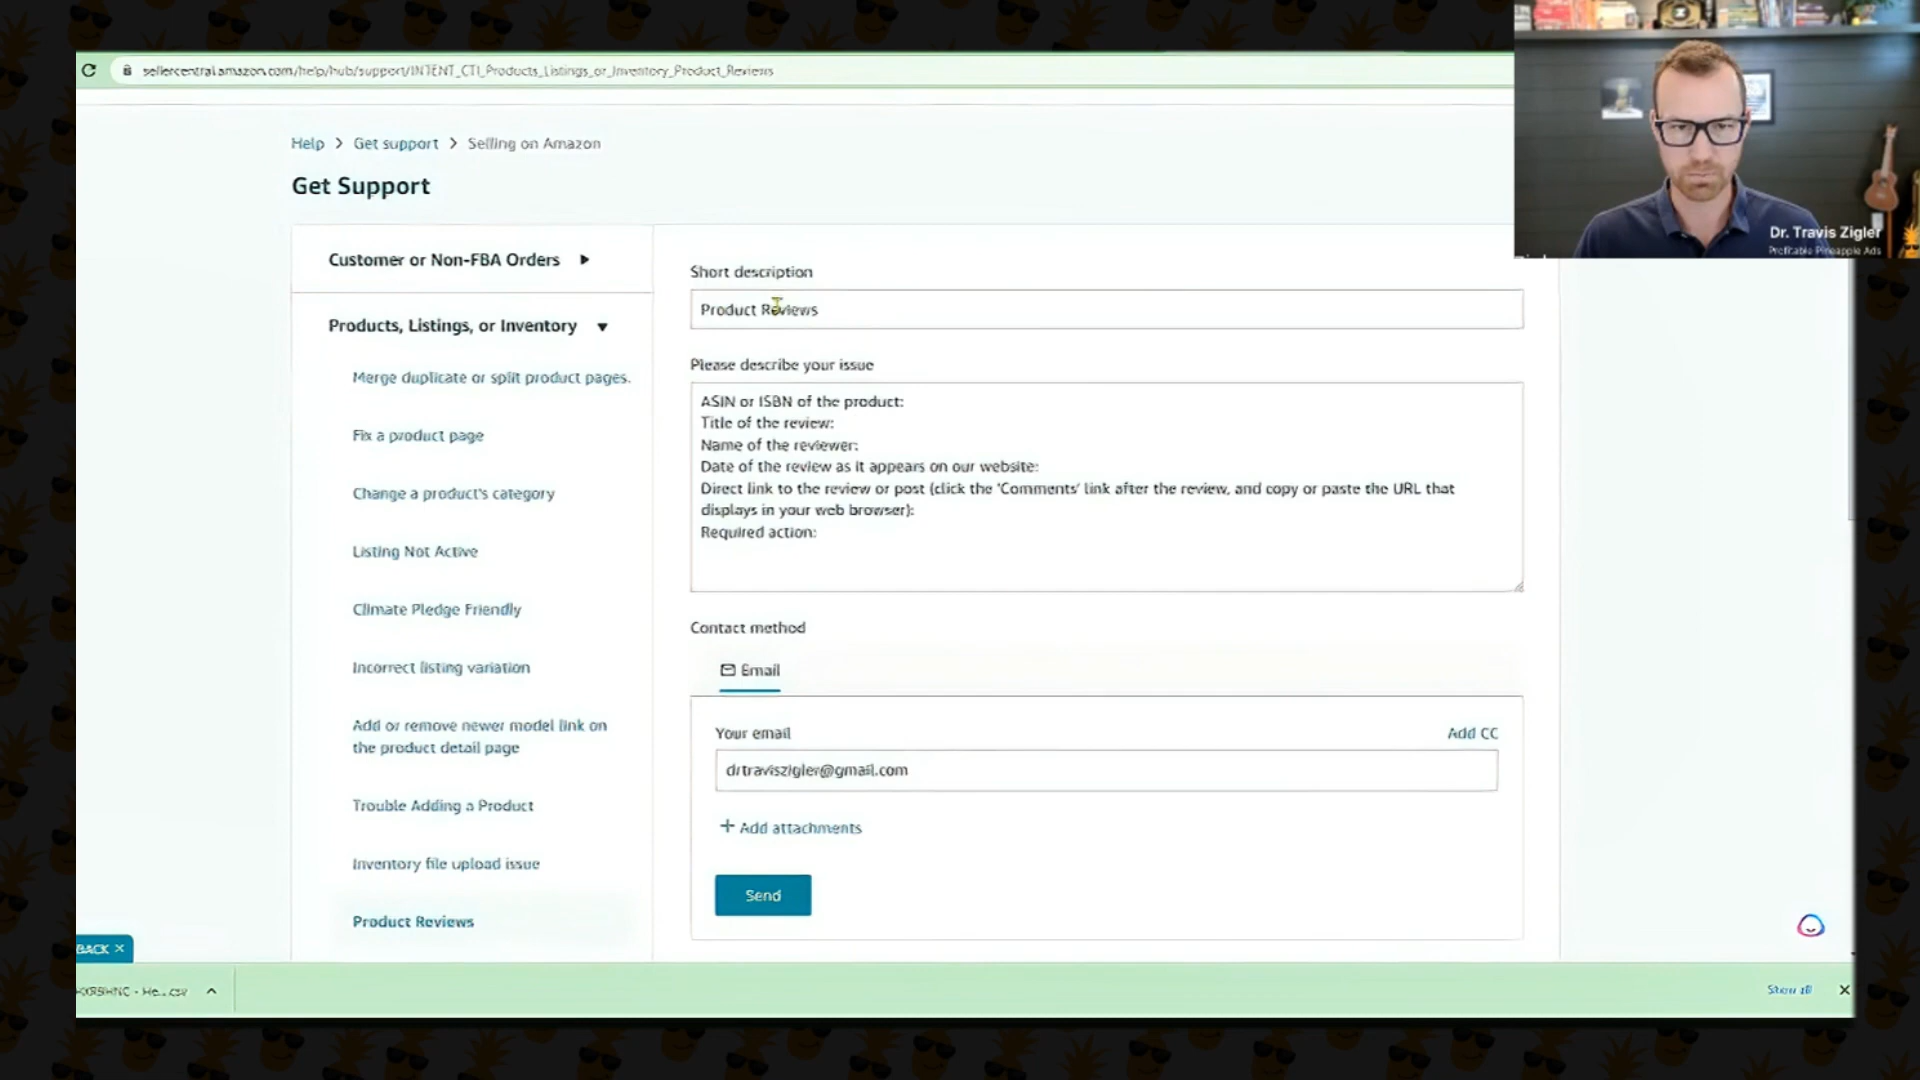 sellercentral.amazon.com/help/hub/support/INTENT_CTI_Products_Listings_or_Inventory_Product_Reviews
Help > Get support > Selling on Amazon
Get Support
Customer or Non-FBA Orders
Products, Listings, or Inventory
Merge duplicate or split product pages.
Fix a product page
Change a product's category
Listing Not Active
Climate Pledge Friendly
Incorrect listing variation
Add or remove newer model link on
the product detail page
Trouble Adding a Product
Inventory file upload issue
Product Reviews
Short description
Product Reviews
Please describe your issue
ASIN or ISBN of the product:
Title of the review:
Name of the reviewer:
Date of the review as it appears on our website:
Direct link to the review or post (click the 'Comments' link after the review, and copy or paste the URL that
displays in your web browser):
Required action:
Contact method
Email
Your email
Add CC
drtraviszigler@gmail.com
+ Add attachments
Send
Dr. Travis Zigler
Profitable Pineapple Ads
BACK ×
.csv
Show all